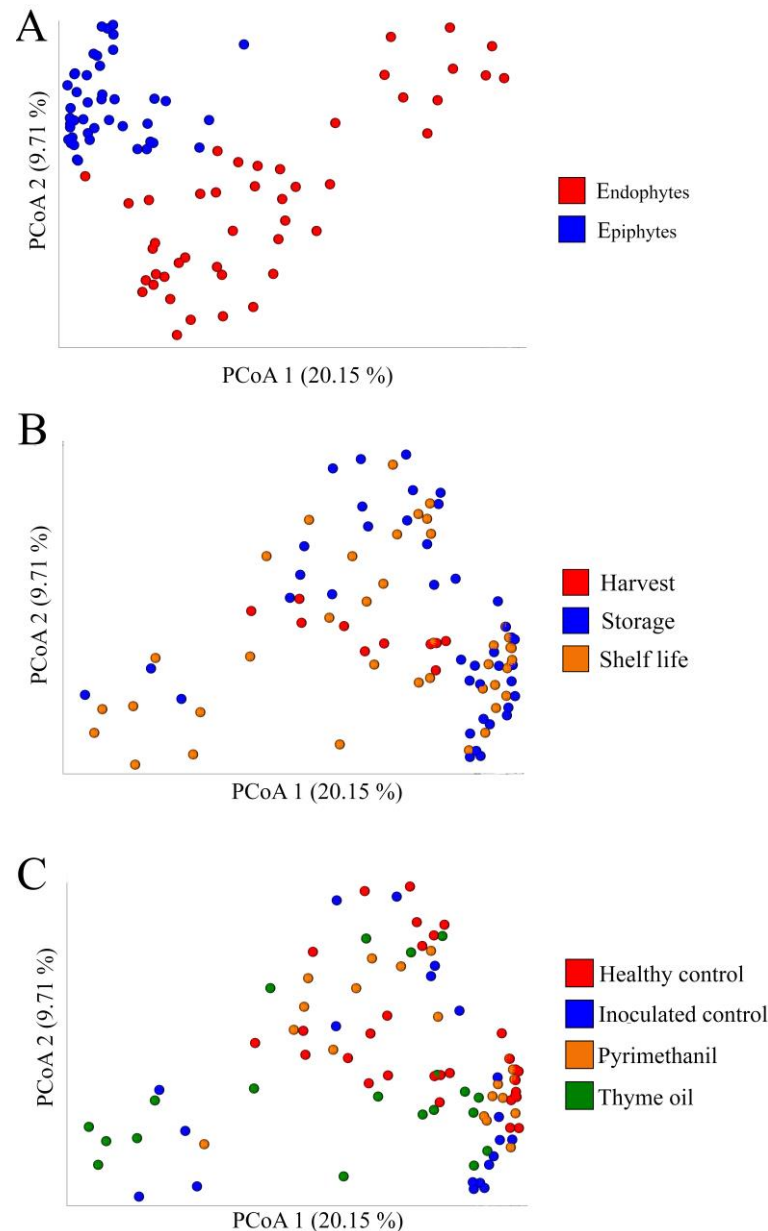 A
PCoA 2 (9.71 %)
Endophytes
Epiphytes
PCoA 1 (20.15 %)
B
PCoA 2 (9.71 %)
Harvest
Storage
Shelf life
PCoA 1 (20.15 %)
C
PCoA 2 (9.71 %)
Healthy control
Inoculated control
Pyrimethanil
Thyme oil
PCoA 1 (20.15 %)